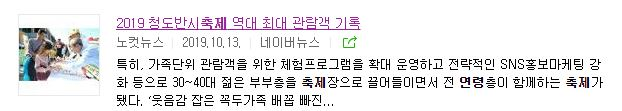 2019 청도반시축제 역대 최대 관람객 기록
노컷뉴스 | 2019.10.13. | 네이버뉴스 |
특히, 가족단위 관람객을 위한 체험프로그램을 확대 운영하고 전략적인 SNS홍보마케팅 강
화 등으로 30~40대 젊은 부부층을 축제장으로 끌어들이면서 전 연령층이 함께하는 축제가
됐다. '웃음감 잡은 꼭두가족 배꼽 빠진...